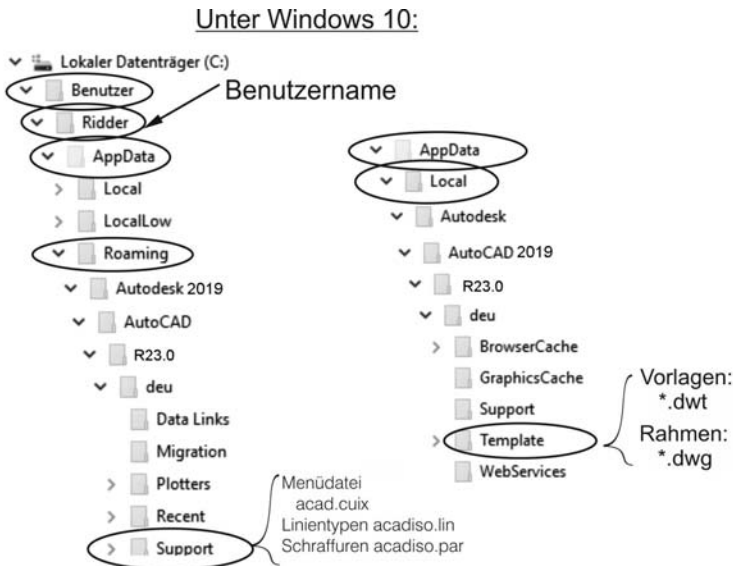 Unter Windows 10:
Lokaler Datenträger (C:)
Benutzer
Benutzername
Ridder
AppData
Local
LocalLow
Roaming
Autodesk 2019
AutoCAD
R23.0
deu
Data Links
Migration
Plotters
Recent
Support
Menüdatei
acad.cuix
Linientypen acadiso.lin
Schraffuren acadiso.par
AppData
Local
Autodesk
AutoCAD 2019
R23.0
deu
BrowserCache
GraphicsCache
Support
Template
WebServices
Vorlagen:
*.dwt
Rahmen:
*.dwg